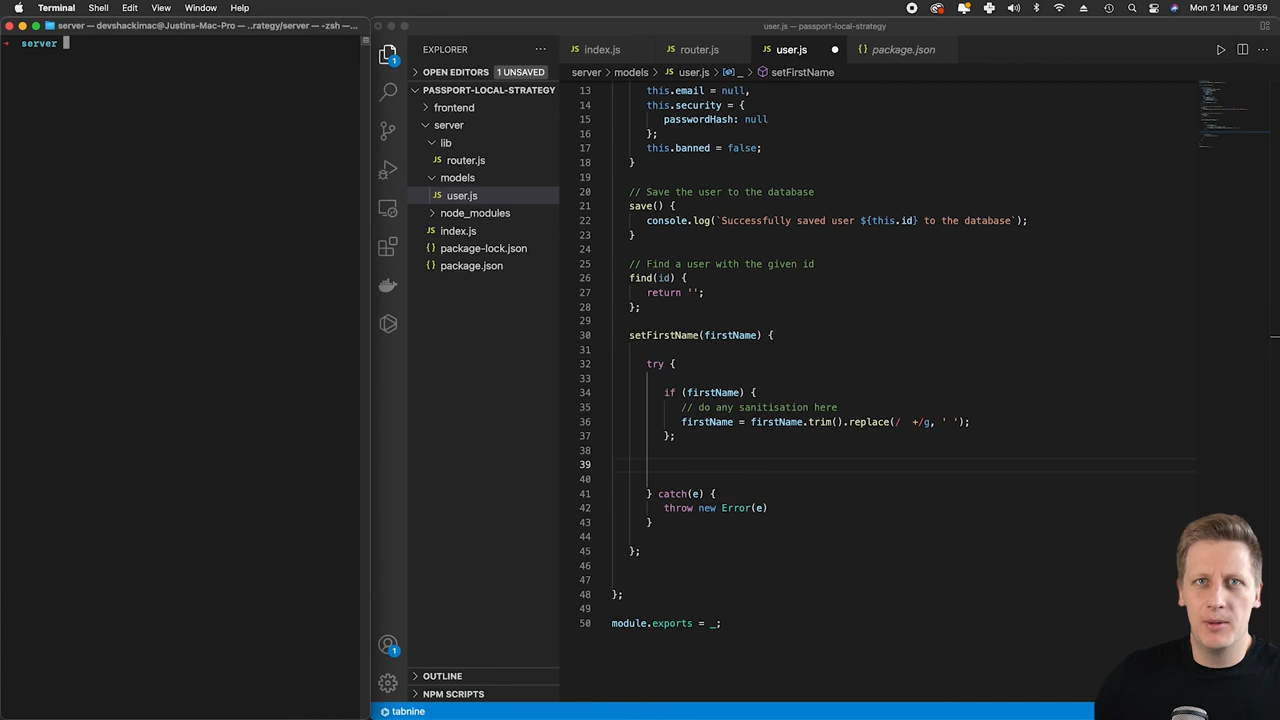 Terminal Shell Edit View Window Help
Mon 21 Mar 09:59
server — devshackimac@Justins-Mac-Pro — ..rategy/server — -zsh — ...
user.js — passport-local-strategy
→ server
EXPLORER
OPEN EDITORS 1 UNSAVED
PASSPORT-LOCAL-STRATEGY
frontend
server
lib
JS router.js
models
JS user.js
node_modules
JS index.js
{} package-lock.json
{} package.json
OUTLINE
NPM SCRIPTS
1
1
JS index.js
JS router.js
JS user.js
JS package.json
server > models > JS user.js > _ > setFirstName
13 this.email = null,
14 this.security = {
15 passwordHash: null
16 };
17 this.banned = false;
18 }
19
20 // Save the user to the database
21 save() {
22 console.log(`Successfully saved user ${this.id} to the database`);
23 }
24
25 // Find a user with the given id
26 find(id) {
27 return '';
28 };
29
30 setFirstName(firstName) {
31
32 try {
33
34 if (firstName) {
35 // do any sanitisation here
36 firstName = firstName.trim().replace(/  +/g, ' ');
37 };
38
39
40
41 } catch(e) {
42 throw new Error(e)
43 }
44
45 };
46
47
48 };
49
50 module.exports = _;
tabnine